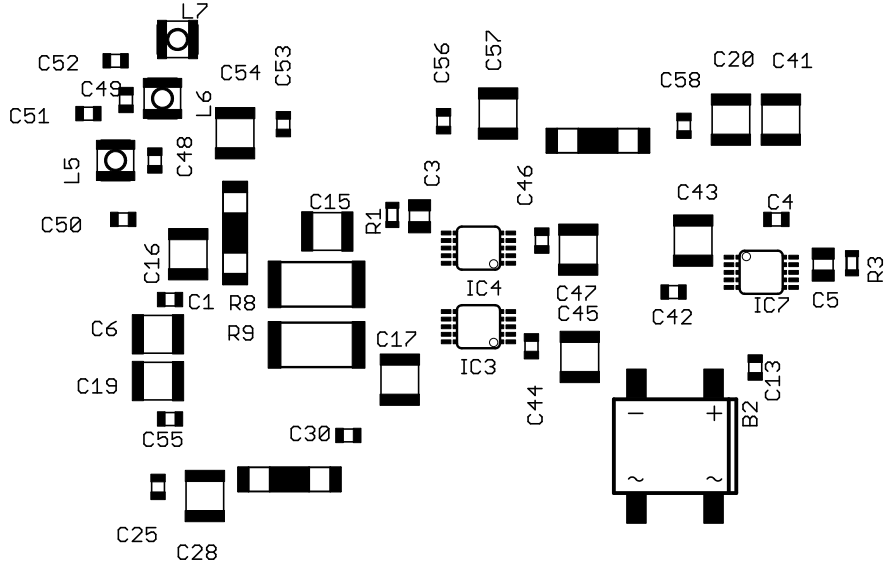 L7
C52
C49
C51
L6
C54
C53
C56
C57
C58
C20
C41
L5
C48
C50
C16
C15
R1
C3
C46
C43
C4
C1
R8
R9
IC4
C47
C45
C42
IC7
C5
R3
C6
C19
C17
IC3
C44
C13
B2
- +
~ ~
C55
C30
C25
C28